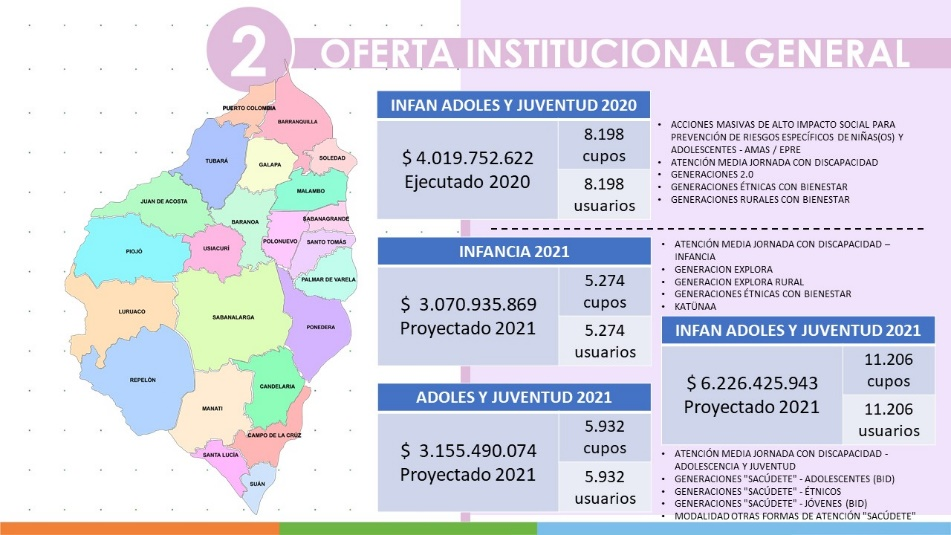 2 OFERTA INSTITUCIONAL GENERAL
PUERTO COLOMBIA
BARRANQUILLA
TUBARÁ
GALAPA
SOLEDAD
MALAMBO
JUAN DE ACOSTA
BARANOA
SABANAGRANDE
PIOJÓ
USIACURÍ
POLONUEVO
SANTO TOMÁS
PALMAR DE VARELA
LURUACO
SABANALARGA
PONEDERA
REPELÓN
CANDELARIA
MANATI
CAMPO DE LA CRUZ
SANTA LUCÍA
SUÁN
INFAN ADOLES Y JUVENTUD 2020
$ 4.019.752.622
Ejecutado 2020
8.198
cupos
8.198
usuarios
• ACCIONES MASIVAS DE ALTO IMPACTO SOCIAL PARA
PREVENCIÓN DE RIESGOS ESPECÍFICOS DE NIÑAS(OS) Y
ADOLESCENTES - AMAS / EPRE
• ATENCIÓN MEDIA JORNADA CON DISCAPACIDAD
• GENERACIONES 2.0
• GENERACIONES ÉTNICAS CON BIENESTAR
• GENERACIONES RURALES CON BIENESTAR
INFANCIA 2021
$ 3.070.935.869
Proyectado 2021
5.274
cupos
5.274
usuarios
• ATENCIÓN MEDIA JORNADA CON DISCAPACIDAD –
INFANCIA
• GENERACION EXPLORA
• GENERACION EXPLORA RURAL
• GENERACIONES ÉTNICAS CON BIENESTAR
• KATÜNAA
INFAN ADOLES Y JUVENTUD 2021
$ 6.226.425.943
Proyectado 2021
11.206
cupos
11.206
usuarios
ADOLES Y JUVENTUD 2021
$ 3.155.490.074
Proyectado 2021
5.932
cupos
5.932
usuarios
• ATENCIÓN MEDIA JORNADA CON DISCAPACIDAD -
ADOLESCENCIA Y JUVENTUD
• GENERACIONES "SACÚDETE" - ADOLESCENTES (BID)
• GENERACIONES "SACÚDETE" - ÉTNICOS
• GENERACIONES "SACÚDETE" - JÓVENES (BID)
• MODALIDAD OTRAS FORMAS DE ATENCIÓN "SACÚDETE"